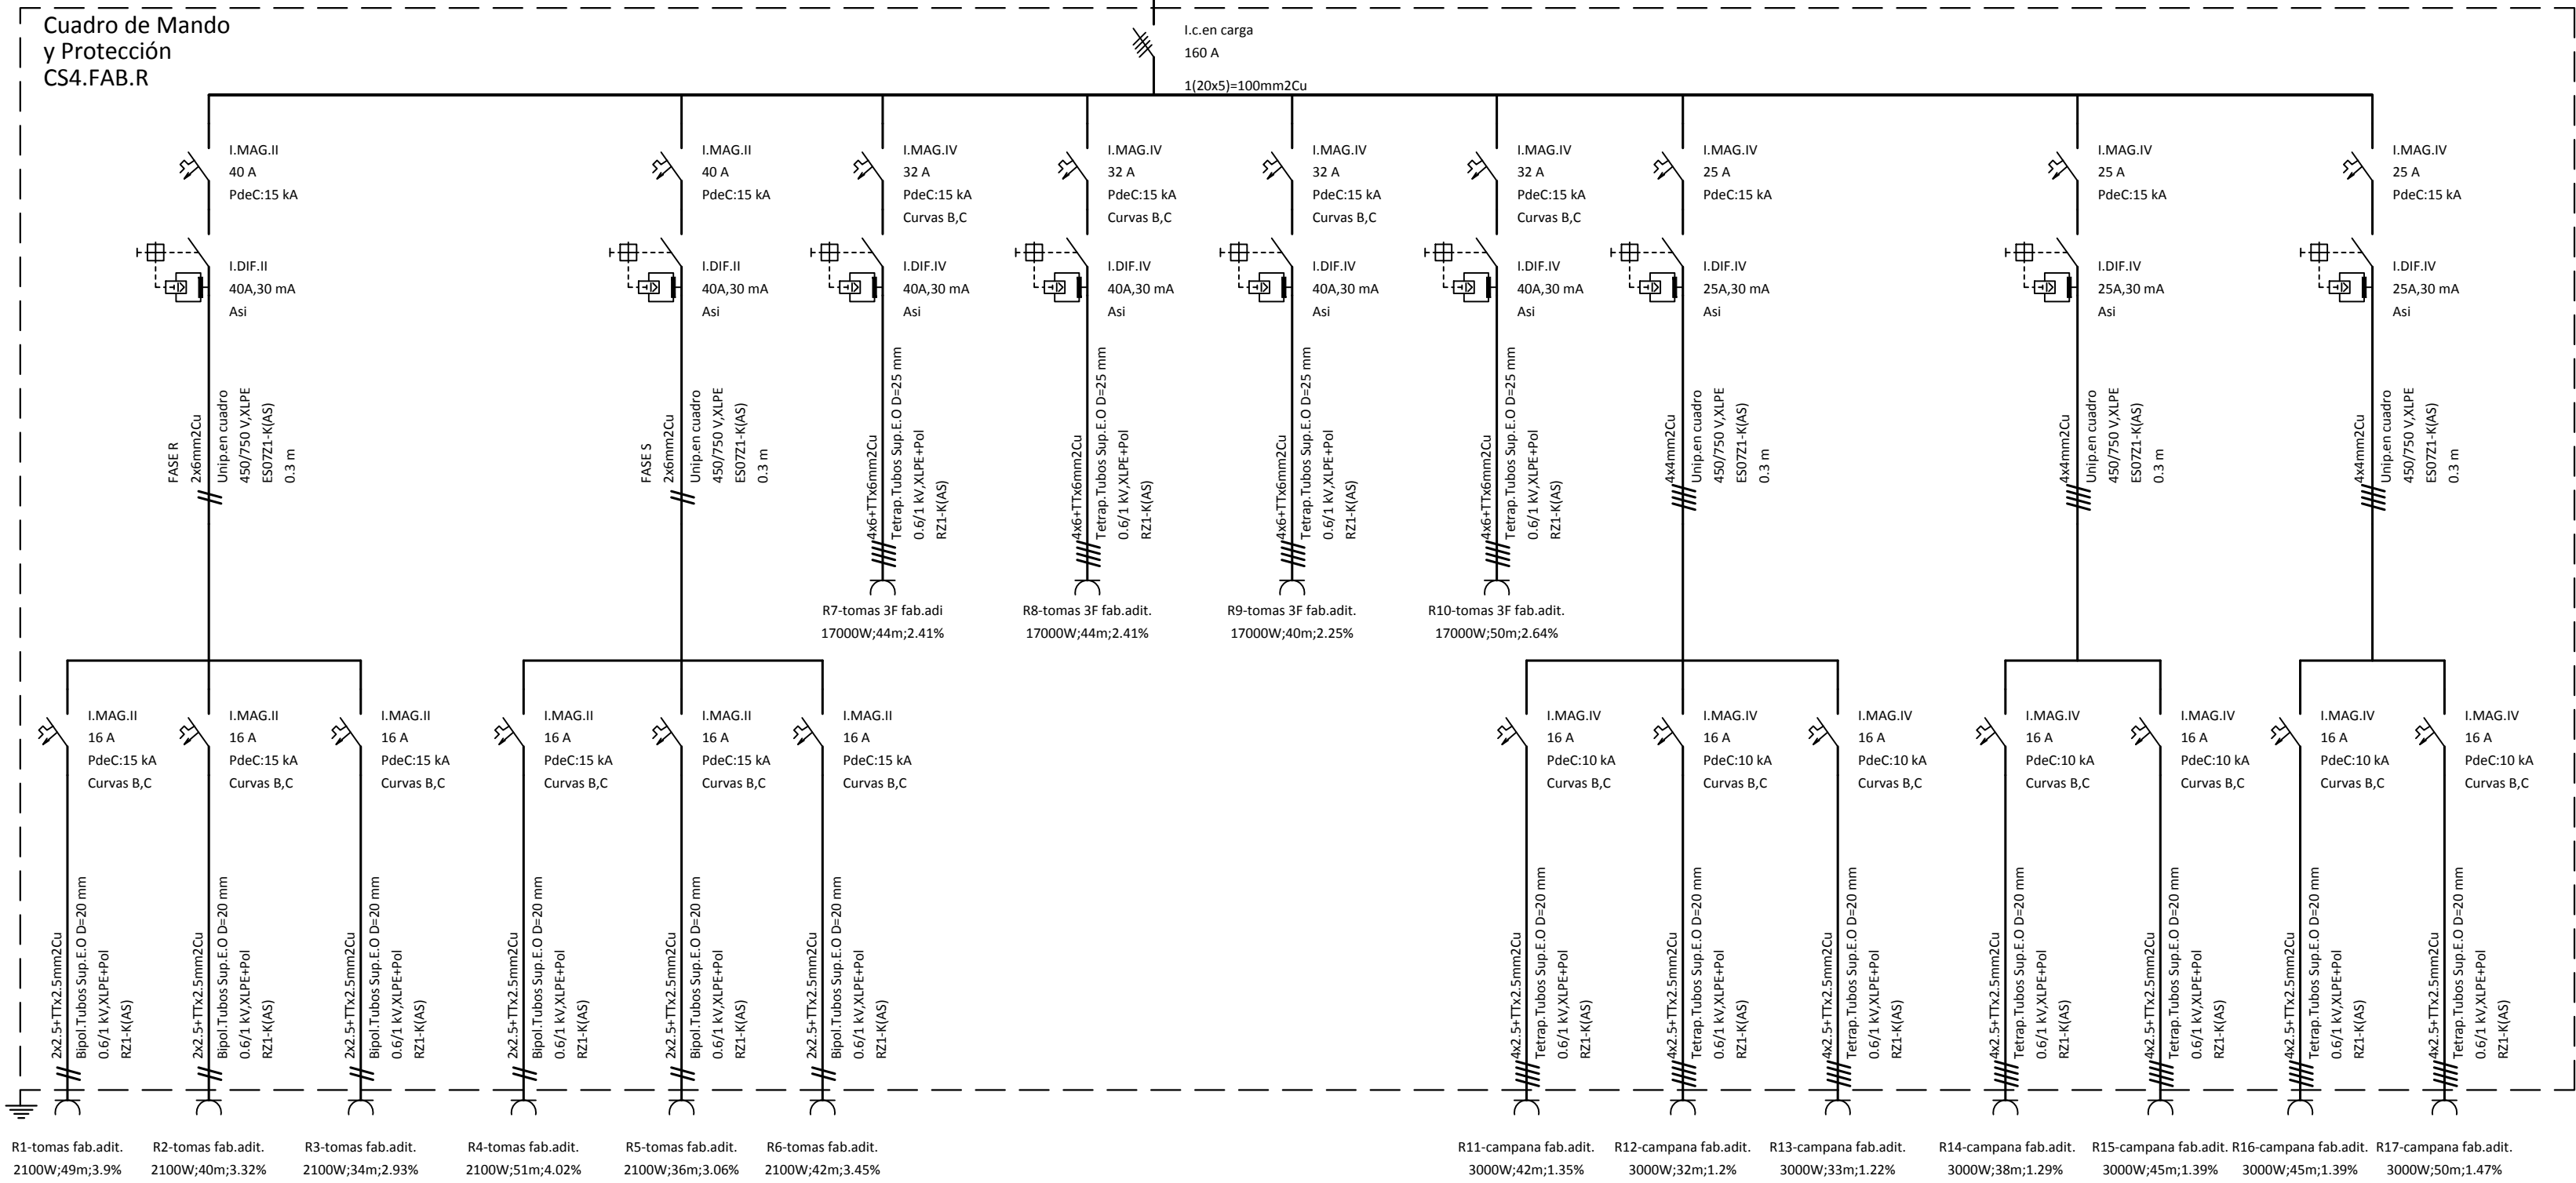 Cuadro de Mando
y Protección
CS4.FAB.R
I.c.en carga
160 A
1(20x5)=100mm2Cu
I.MAG.II
40 A
PdeC:15 kA
I.MAG.II
40 A
PdeC:15 kA
I.MAG.IV
32 A
PdeC:15 kA
Curvas B,C
I.MAG.IV
32 A
PdeC:15 kA
Curvas B,C
I.MAG.IV
32 A
PdeC:15 kA
Curvas B,C
I.MAG.IV
32 A
PdeC:15 kA
Curvas B,C
I.MAG.IV
25 A
PdeC:15 kA
I.MAG.IV
25 A
PdeC:15 kA
I.MAG.IV
25 A
PdeC:15 kA
I.DIF.II
40A,30 mA
Asi
I.DIF.II
40A,30 mA
Asi
I.DIF.IV
40A,30 mA
Asi
I.DIF.IV
40A,30 mA
Asi
I.DIF.IV
40A,30 mA
Asi
I.DIF.IV
40A,30 mA
Asi
I.DIF.IV
25A,30 mA
Asi
I.DIF.IV
25A,30 mA
Asi
I.DIF.IV
25A,30 mA
Asi
FASE R
2x6mm2Cu
Unip.en cuadro
450/750 V,XLPE
ES07Z1-K(AS)
0.3 m
FASE S
2x6mm2Cu
Unip.en cuadro
450/750 V,XLPE
ES07Z1-K(AS)
0.3 m
4x6+TTx6mm2Cu
Tetrap.Tubos Sup.E.O D=25 mm
0.6/1 kV,XLPE+Pol
RZ1-K(AS)
4x6+TTx6mm2Cu
Tetrap.Tubos Sup.E.O D=25 mm
0.6/1 kV,XLPE+Pol
RZ1-K(AS)
4x6+TTx6mm2Cu
Tetrap.Tubos Sup.E.O D=25 mm
0.6/1 kV,XLPE+Pol
RZ1-K(AS)
4x6+TTx6mm2Cu
Tetrap.Tubos Sup.E.O D=25 mm
0.6/1 kV,XLPE+Pol
RZ1-K(AS)
4x4mm2Cu
Unip.en cuadro
450/750 V,XLPE
ES07Z1-K(AS)
0.3 m
4x4mm2Cu
Unip.en cuadro
450/750 V,XLPE
ES07Z1-K(AS)
0.3 m
4x4mm2Cu
Unip.en cuadro
450/750 V,XLPE
ES07Z1-K(AS)
0.3 m
R7-tomas 3F fab.adi
17000W;44m;2.41%
R8-tomas 3F fab.adit.
17000W;44m;2.41%
R9-tomas 3F fab.adit.
17000W;40m;2.25%
R10-tomas 3F fab.adit.
17000W;50m;2.64%
I.MAG.II
16 A
PdeC:15 kA
Curvas B,C
I.MAG.II
16 A
PdeC:15 kA
Curvas B,C
I.MAG.II
16 A
PdeC:15 kA
Curvas B,C
I.MAG.II
16 A
PdeC:15 kA
Curvas B,C
I.MAG.II
16 A
PdeC:15 kA
Curvas B,C
I.MAG.II
16 A
PdeC:15 kA
Curvas B,C
I.MAG.IV
16 A
PdeC:10 kA
Curvas B,C
I.MAG.IV
16 A
PdeC:10 kA
Curvas B,C
I.MAG.IV
16 A
PdeC:10 kA
Curvas B,C
I.MAG.IV
16 A
PdeC:10 kA
Curvas B,C
I.MAG.IV
16 A
PdeC:10 kA
Curvas B,C
I.MAG.IV
16 A
PdeC:10 kA
Curvas B,C
I.MAG.IV
16 A
PdeC:10 kA
Curvas B,C
2x2.5+TTx2.5mm2Cu
Bipol.Tubos Sup.E.O D=20 mm
0.6/1 kV,XLPE+Pol
RZ1-K(AS)
2x2.5+TTx2.5mm2Cu
Bipol.Tubos Sup.E.O D=20 mm
0.6/1 kV,XLPE+Pol
RZ1-K(AS)
2x2.5+TTx2.5mm2Cu
Bipol.Tubos Sup.E.O D=20 mm
0.6/1 kV,XLPE+Pol
RZ1-K(AS)
2x2.5+TTx2.5mm2Cu
Bipol.Tubos Sup.E.O D=20 mm
0.6/1 kV,XLPE+Pol
RZ1-K(AS)
2x2.5+TTx2.5mm2Cu
Bipol.Tubos Sup.E.O D=20 mm
0.6/1 kV,XLPE+Pol
RZ1-K(AS)
2x2.5+TTx2.5mm2Cu
Bipol.Tubos Sup.E.O D=20 mm
0.6/1 kV,XLPE+Pol
RZ1-K(AS)
4x2.5+TTx2.5mm2Cu
Tetrap.Tubos Sup.E.O D=20 mm
0.6/1 kV,XLPE+Pol
RZ1-K(AS)
4x2.5+TTx2.5mm2Cu
Tetrap.Tubos Sup.E.O D=20 mm
0.6/1 kV,XLPE+Pol
RZ1-K(AS)
4x2.5+TTx2.5mm2Cu
Tetrap.Tubos Sup.E.O D=20 mm
0.6/1 kV,XLPE+Pol
RZ1-K(AS)
4x2.5+TTx2.5mm2Cu
Tetrap.Tubos Sup.E.O D=20 mm
0.6/1 kV,XLPE+Pol
RZ1-K(AS)
4x2.5+TTx2.5mm2Cu
Tetrap.Tubos Sup.E.O D=20 mm
0.6/1 kV,XLPE+Pol
RZ1-K(AS)
4x2.5+TTx2.5mm2Cu
Tetrap.Tubos Sup.E.O D=20 mm
0.6/1 kV,XLPE+Pol
RZ1-K(AS)
4x2.5+TTx2.5mm2Cu
Tetrap.Tubos Sup.E.O D=20 mm
0.6/1 kV,XLPE+Pol
RZ1-K(AS)
R1-tomas fab.adit.
2100W;49m;3.9%
R2-tomas fab.adit.
2100W;40m;3.32%
R3-tomas fab.adit.
2100W;34m;2.93%
R4-tomas fab.adit.
2100W;51m;4.02%
R5-tomas fab.adit.
2100W;36m;3.06%
R6-tomas fab.adit.
2100W;42m;3.45%
R11-campana fab.adit.
3000W;42m;1.35%
R12-campana fab.adit.
3000W;32m;1.2%
R13-campana fab.adit.
3000W;33m;1.22%
R14-campana fab.adit.
3000W;38m;1.29%
R15-campana fab.adit.
3000W;45m;1.39%
R16-campana fab.adit.
3000W;45m;1.39%
R17-campana fab.adit.
3000W;50m;1.47%